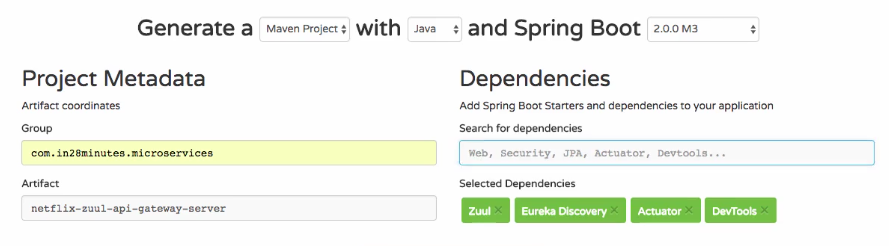 Generate a Maven Project with Java and Spring Boot 2.0.0 M3
Project Metadata
Artifact coordinates
Group
com.in28minutes.microservices
Artifact
netflix-zuul-api-gateway-server
Dependencies
Add Spring Boot Starters and dependencies to your application
Search for dependencies
Web, Security, JPA, Actuator, Devtools...
Selected Dependencies
Zuul × Eureka Discovery × Actuator × DevTools ×